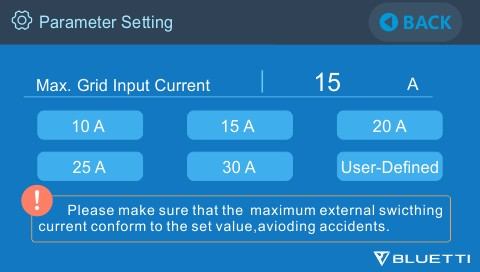 Parameter Setting
BACK
Max. Grid Input Current 15 A
10 A 15 A 20 A
25 A 30 A User-Defined
! Please make sure that the maximum external swicthing
current conform to the set value,avioding accidents.
BLUETTI